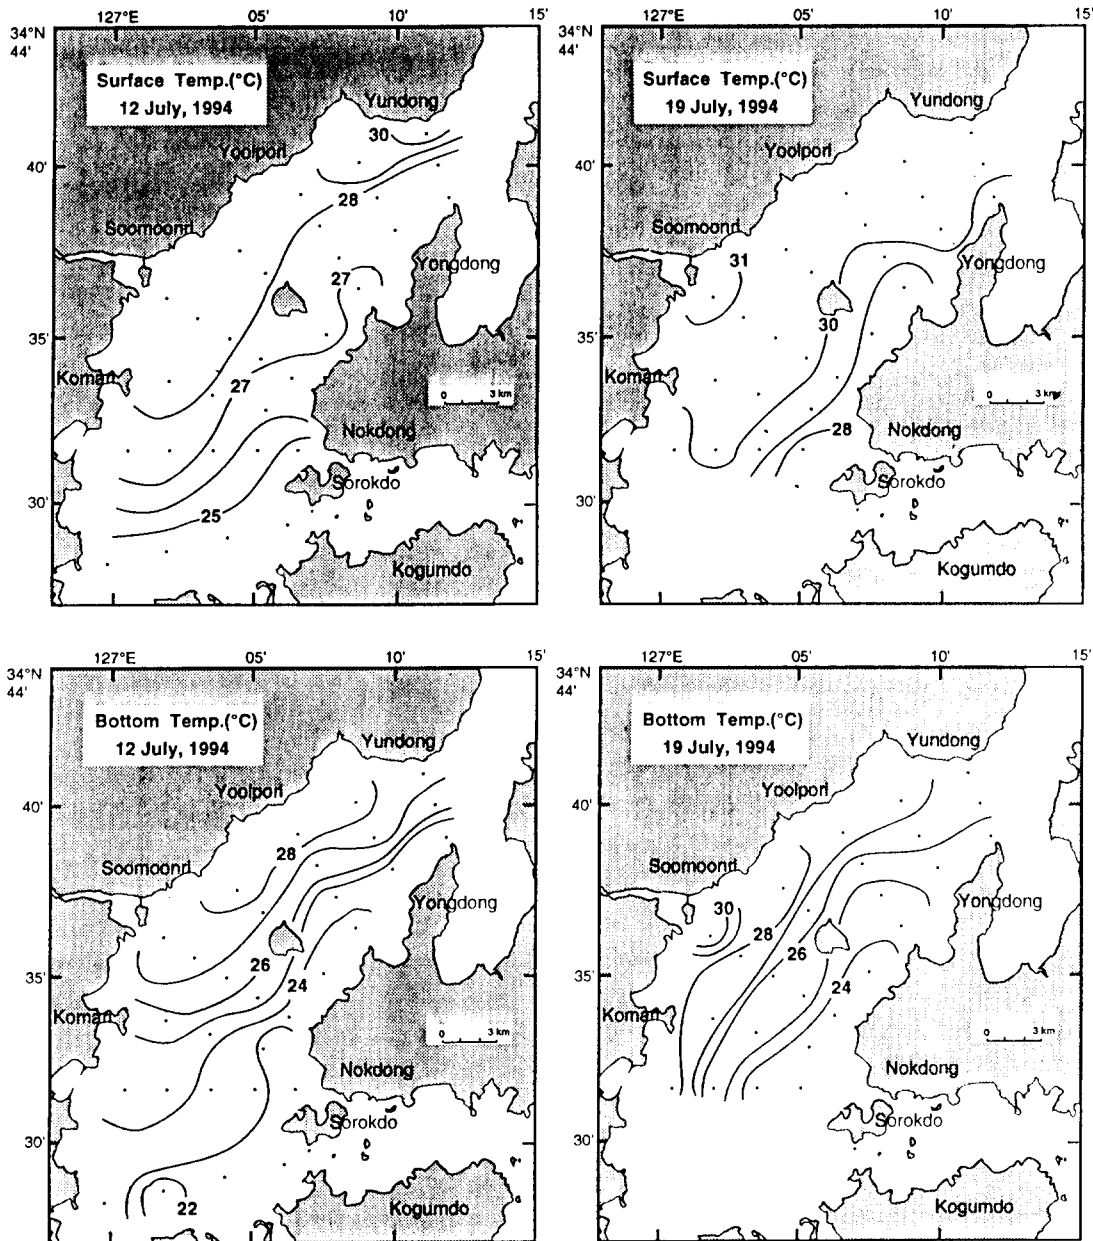 127°E 05' 10' 15'
34°N
44'
Surface Temp.(°C)
12 July, 1994
Yundong
30
Yoolpori
40'
28
Soomoonri
Yongdong
27
35'
Koman
27
0 3 km
Nokdong
Sorokdo
30'
25
Kogumdo
127°E 05' 10' 15'
34°N
44'
Surface Temp.(°C)
19 July, 1994
Yundong
Yoolpori
40'
Soomoonri
31
Yongdong
30
35'
Koman
0 3 km
28
Nokdong
Sorokdo
30'
Kogumdo
127°E 05' 10' 15'
34°N
44'
Bottom Temp.(°C)
12 July, 1994
Yundong
Yoolpori
40'
28
Soomoonri
Yongdong
26
35'
24
Koman
0 3 km
Nokdong
Sorokdo
30'
22
Kogumdo
127°E 05' 10' 15'
34°N
44'
Bottom Temp.(°C)
19 July, 1994
Yundong
Yoolpori
40'
Soomoonri
30
Yongdong
28
26
35'
24
Koman
0 3 km
Nokdong
Sorokdo
30'
Kogumdo